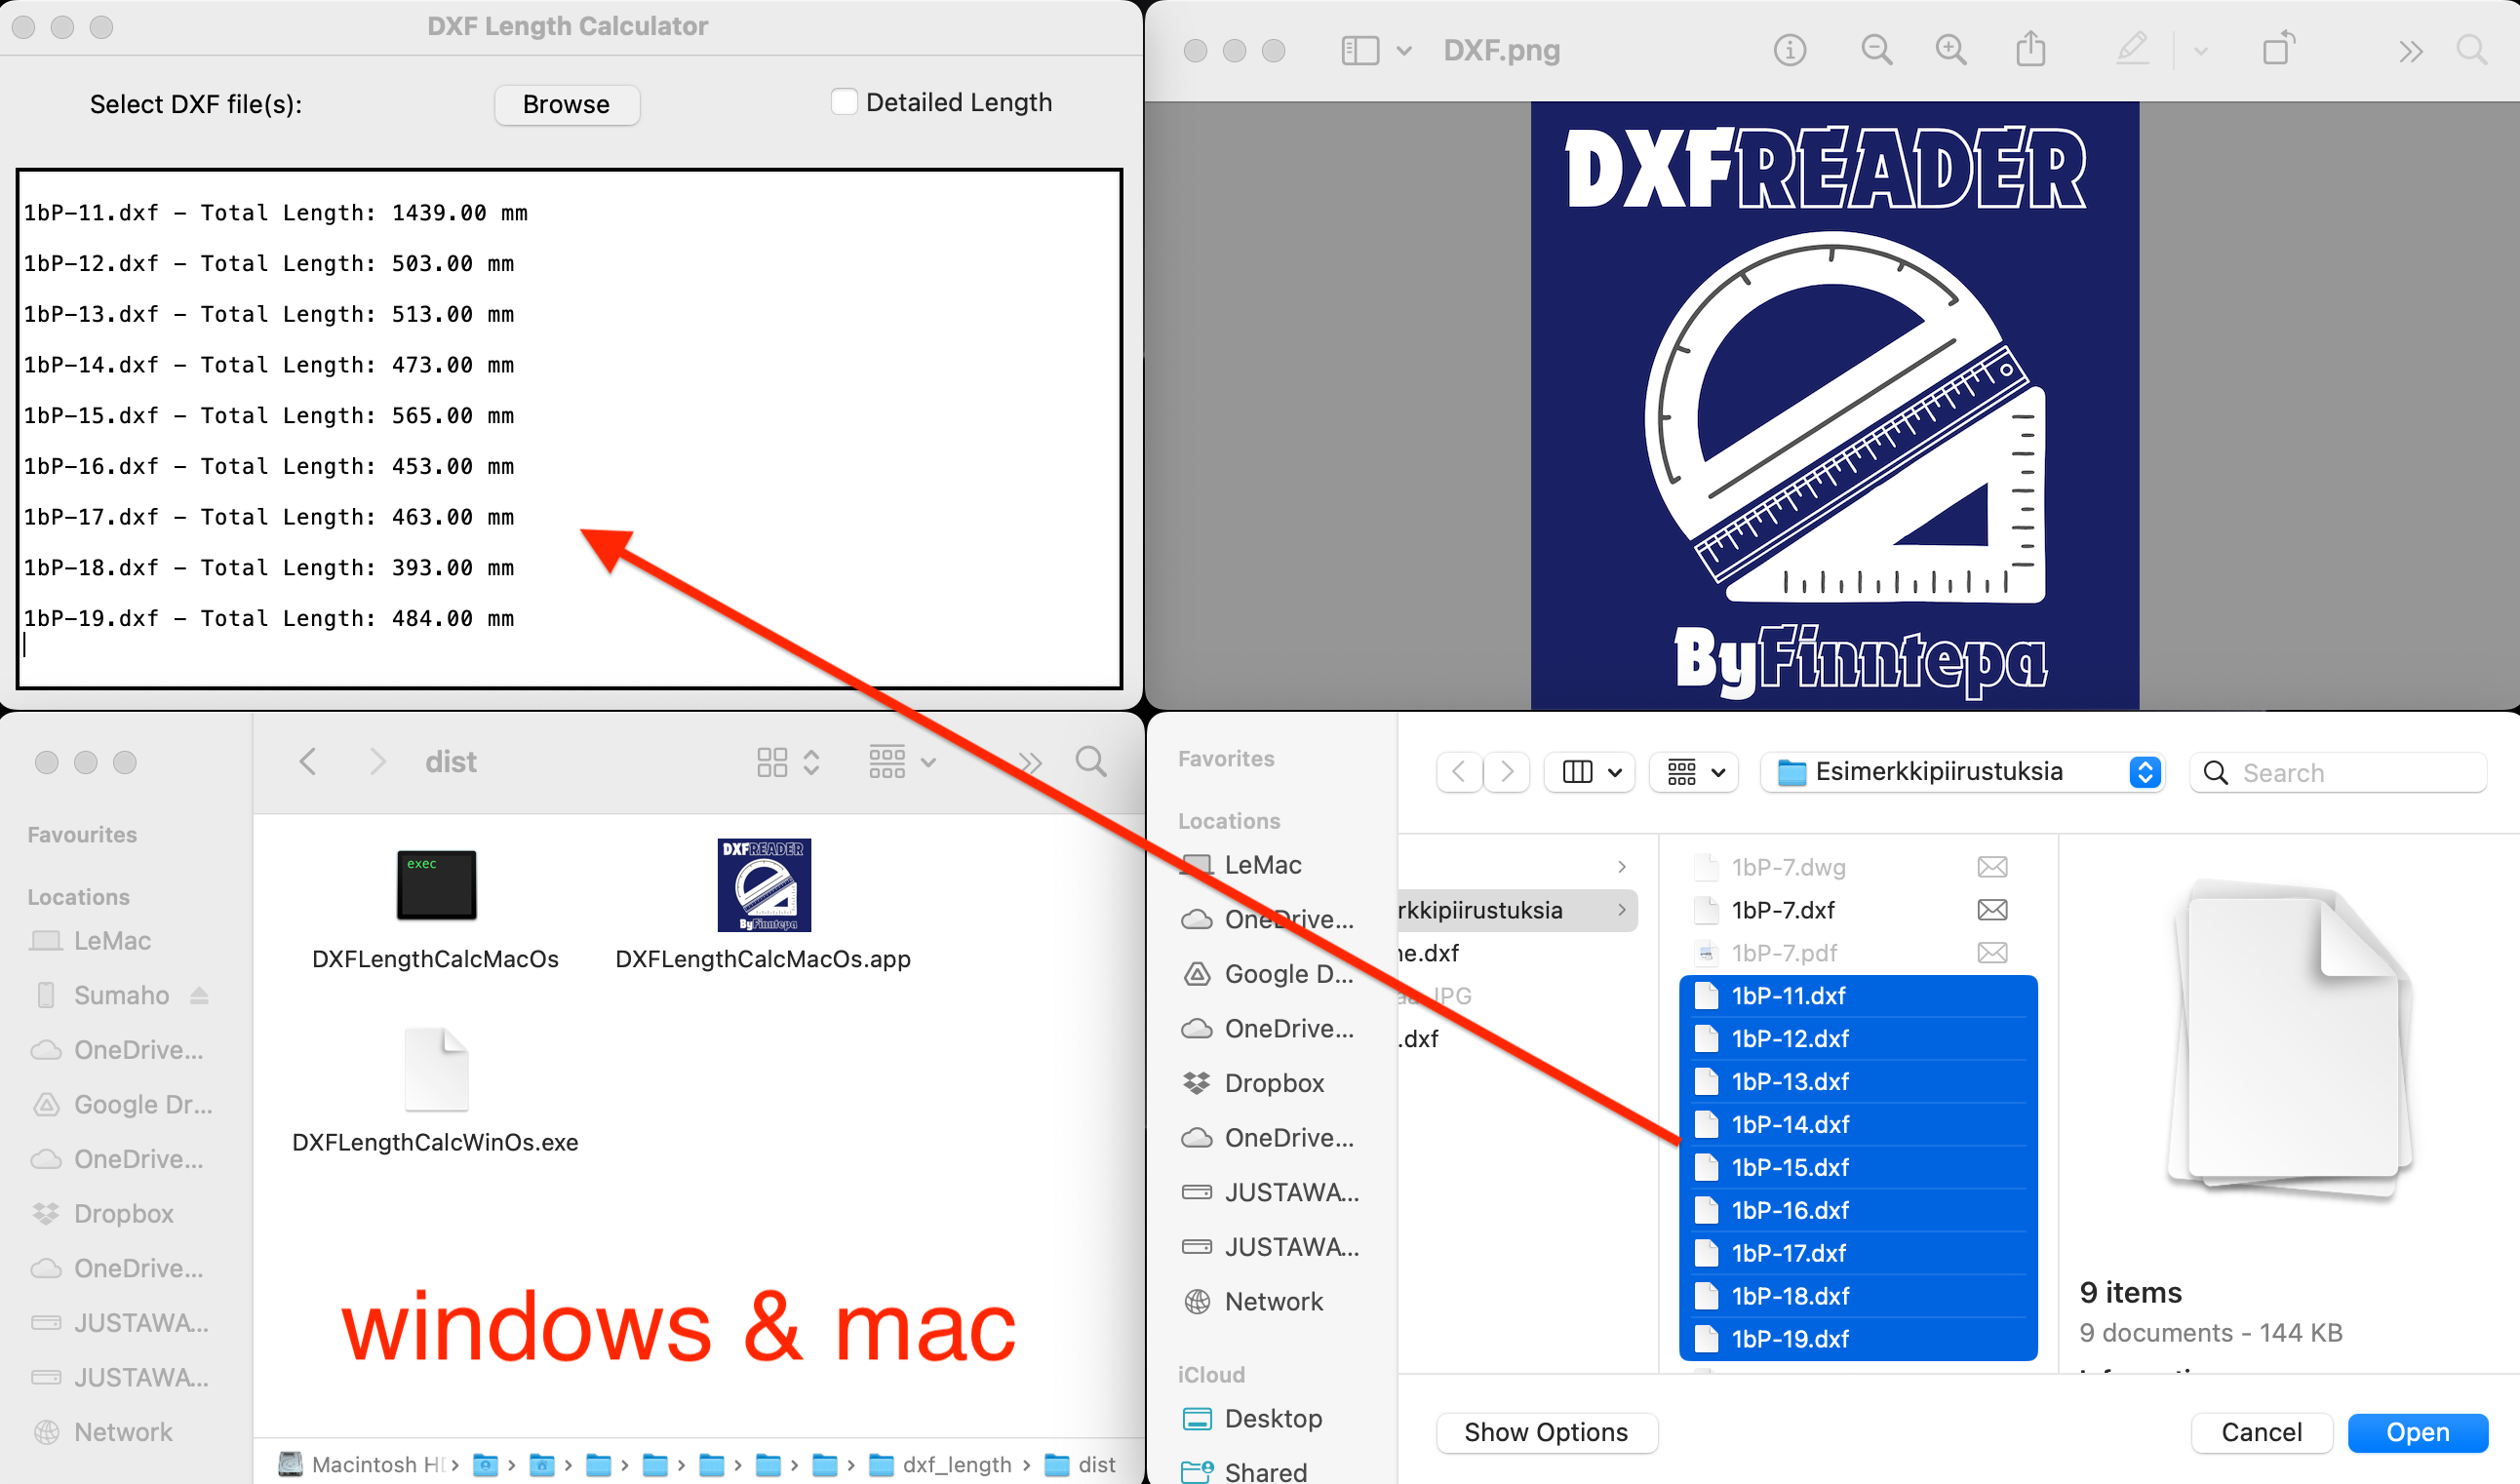 DXF Length Calculator
Select DXF file(s):
Browse
Detailed Length
1bP-11.dxf - Total Length: 1439.00 mm
1bP-12.dxf - Total Length: 503.00 mm
1bP-13.dxf - Total Length: 513.00 mm
1bP-14.dxf - Total Length: 473.00 mm
1bP-15.dxf - Total Length: 565.00 mm
1bP-16.dxf - Total Length: 453.00 mm
1bP-17.dxf - Total Length: 463.00 mm
1bP-18.dxf - Total Length: 393.00 mm
1bP-19.dxf - Total Length: 484.00 mm
DXF.png
DXFREADER
ByFinntepa
dist
Favourites
Locations
LeMac
Sumaho
OneDrive...
Google Dr...
OneDrive...
Dropbox
OneDrive...
JUSTAWA...
JUSTAWA...
Network
exec
DXFLengthCalcMacOs
DXFREADER
ByFinntepa
DXFLengthCalcMacOs.app
DXFLengthCalcWinOs.exe
windows & mac
Macintosh
dxf_length
dist
Favorites
Locations
LeMac
OneDrive...
Google D...
OneDrive...
Dropbox
OneDrive...
JUSTAWA...
JUSTAWA...
Network
iCloud
Desktop
Shared
Esimerkkipiirustuksia
Search
rkkipiirustuksia
ne.dxf
JPG
.dxf
1bP-7.dwg
1bP-7.dxf
1bP-7.pdf
1bP-11.dxf
1bP-12.dxf
1bP-13.dxf
1bP-14.dxf
1bP-15.dxf
1bP-16.dxf
1bP-17.dxf
1bP-18.dxf
1bP-19.dxf
9 items
9 documents - 144 KB
Show Options
Cancel
Open